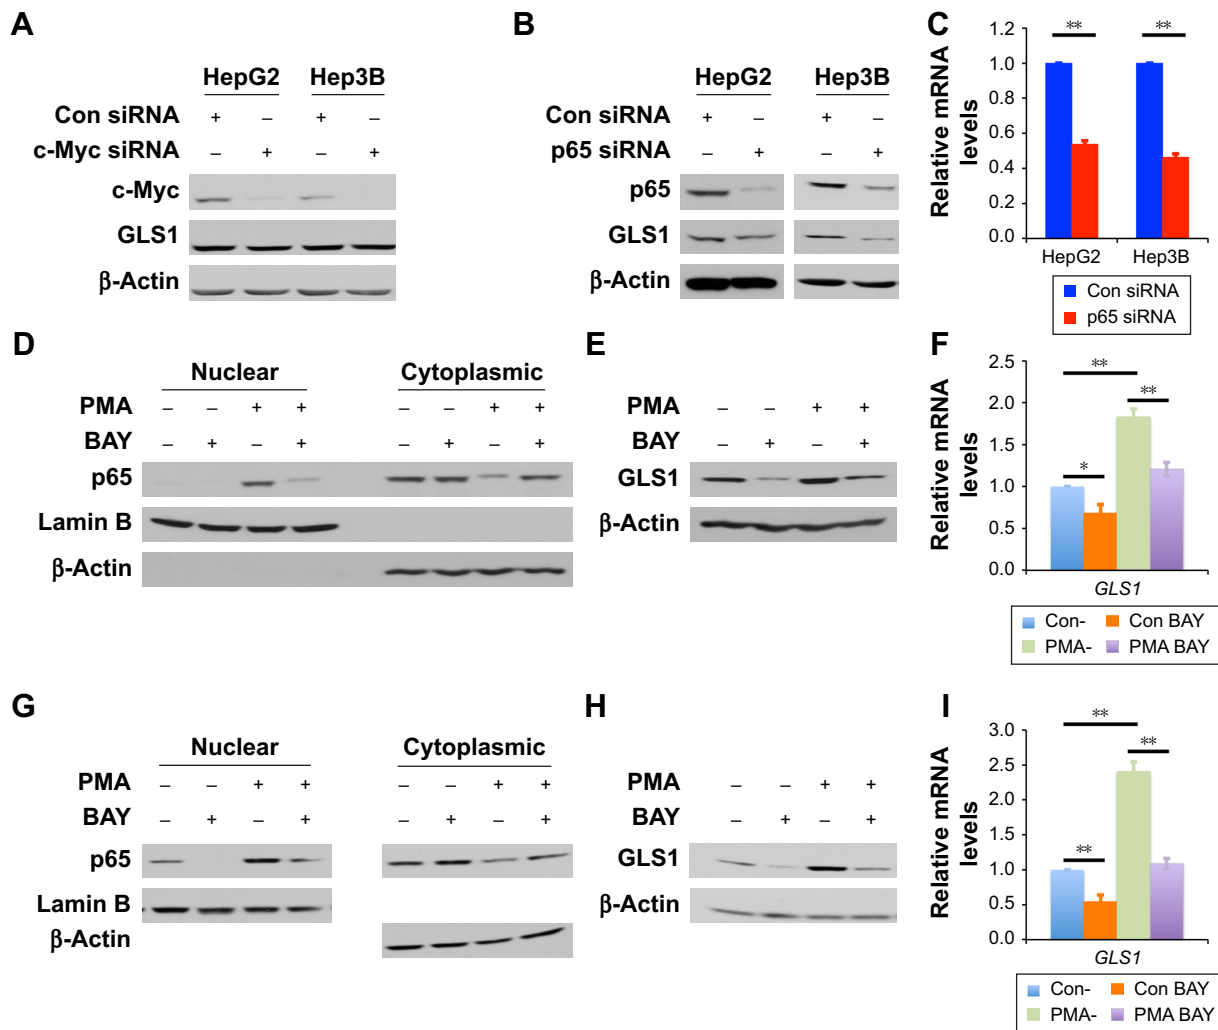 A
HepG2 Hep3B
Con siRNA + – + –
c-Myc siRNA – + – +
c-Myc
GLS1
β-Actin
B
HepG2 Hep3B
Con siRNA + – + –
p65 siRNA – + – +
p65
GLS1
β-Actin
C
** **
Relative mRNA
levels
1.2
1.0
0.8
0.6
0.4
0.2
0.0
HepG2 Hep3B
Con siRNA
p65 siRNA
D
Nuclear Cytoplasmic
PMA – – + + – – + +
BAY – + – + – + – +
p65
Lamin B
β-Actin
E
PMA – – + +
BAY – + – +
GLS1
β-Actin
F
Relative mRNA
levels
2.5
2.0
1.5
1.0
0.5
0.0
**
**
*
GLS1
Con- Con BAY
PMA- PMA BAY
G
Nuclear Cytoplasmic
PMA – – + + – – + +
BAY – + – + – + – +
p65
Lamin B
β-Actin
H
PMA – – + +
BAY – + – +
GLS1
β-Actin
I
Relative mRNA
levels
3.0
2.5
2.0
1.5
1.0
0.5
0.0
**
**
**
GLS1
Con- Con BAY
PMA- PMA BAY